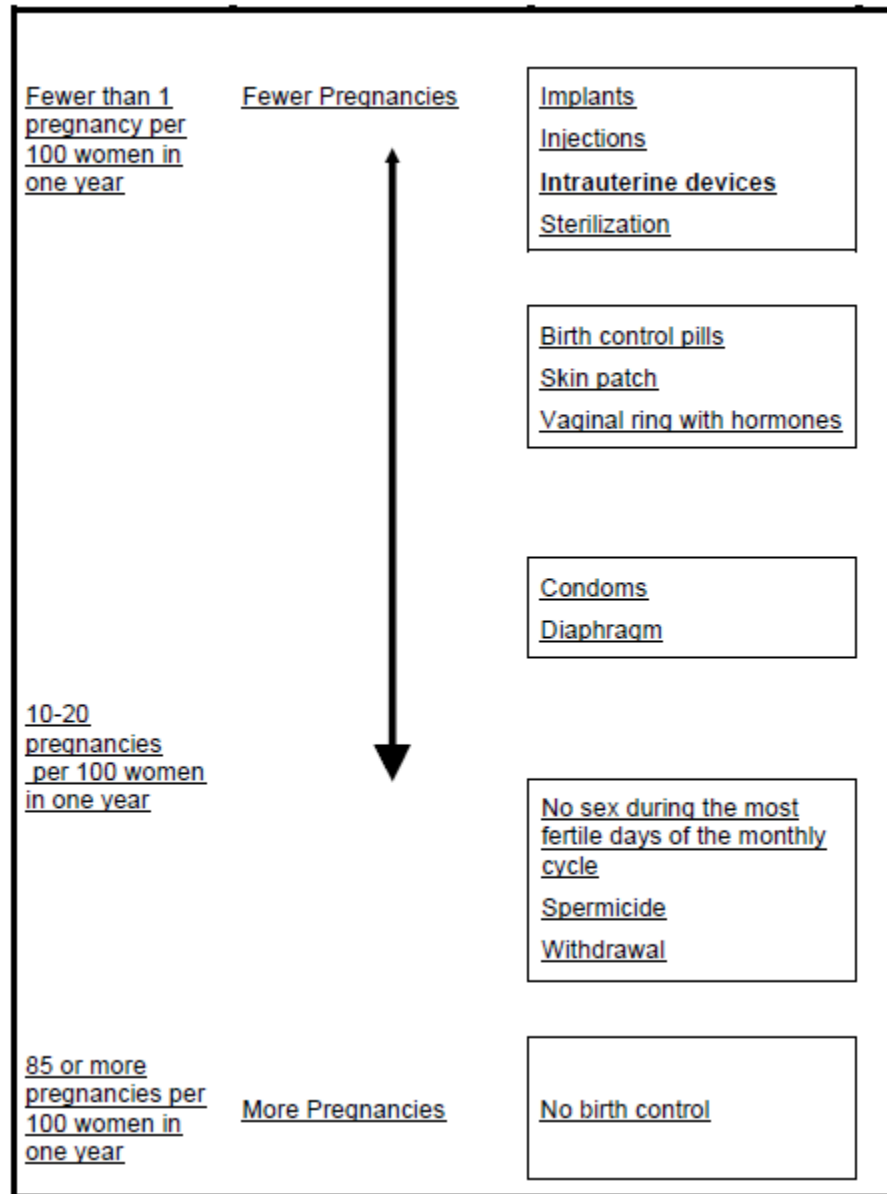 Fewer than 1
pregnancy per
100 women in
one year
Fewer Pregnancies
Implants
Injections
Intrauterine devices
Sterilization
Birth control pills
Skin patch
Vaginal ring with hormones
Condoms
Diaphragm
10-20
pregnancies
per 100 women
in one year
No sex during the most
fertile days of the monthly
cycle
Spermicide
Withdrawal
85 or more
pregnancies per
100 women in
one year
More Pregnancies
No birth control